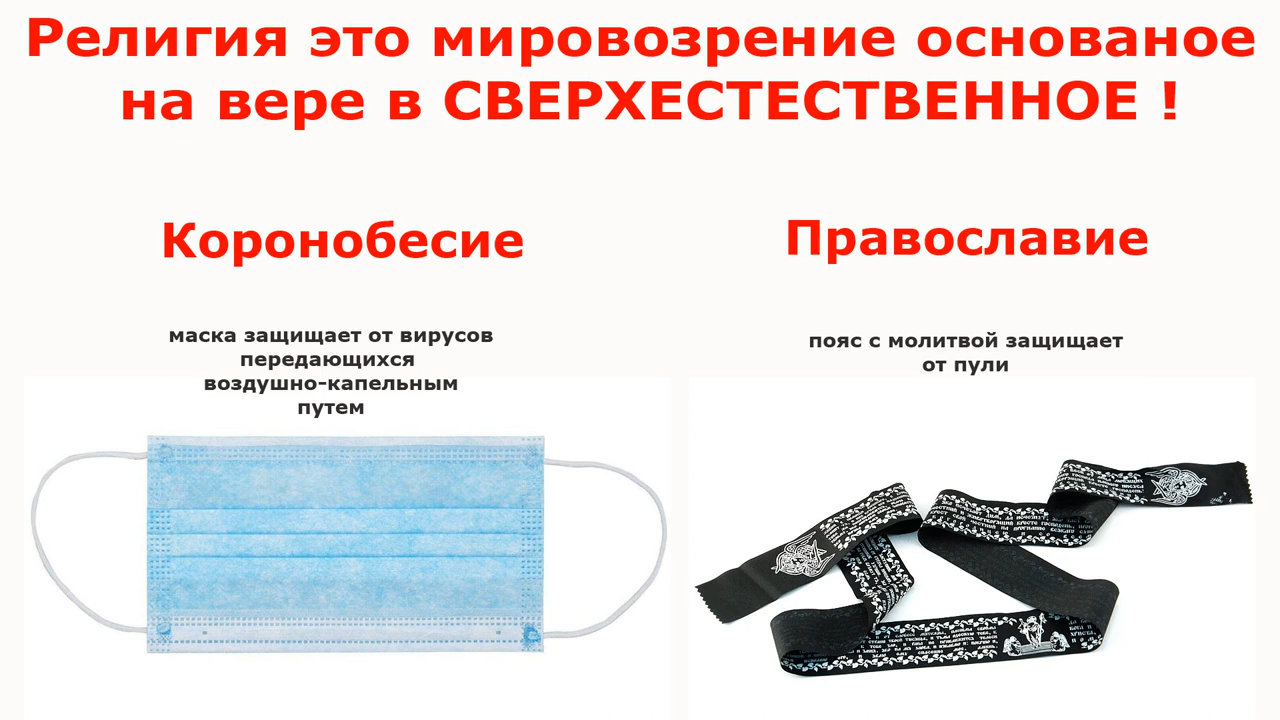 Религия это мировозрение основаное
на вере в СВЕРХЕСТЕСТВЕННОЕ !
Коронобесие
Православие
маска защищает от вирусов
передающихся
воздушно-капельным
путем
пояс с молитвой защищает
от пули